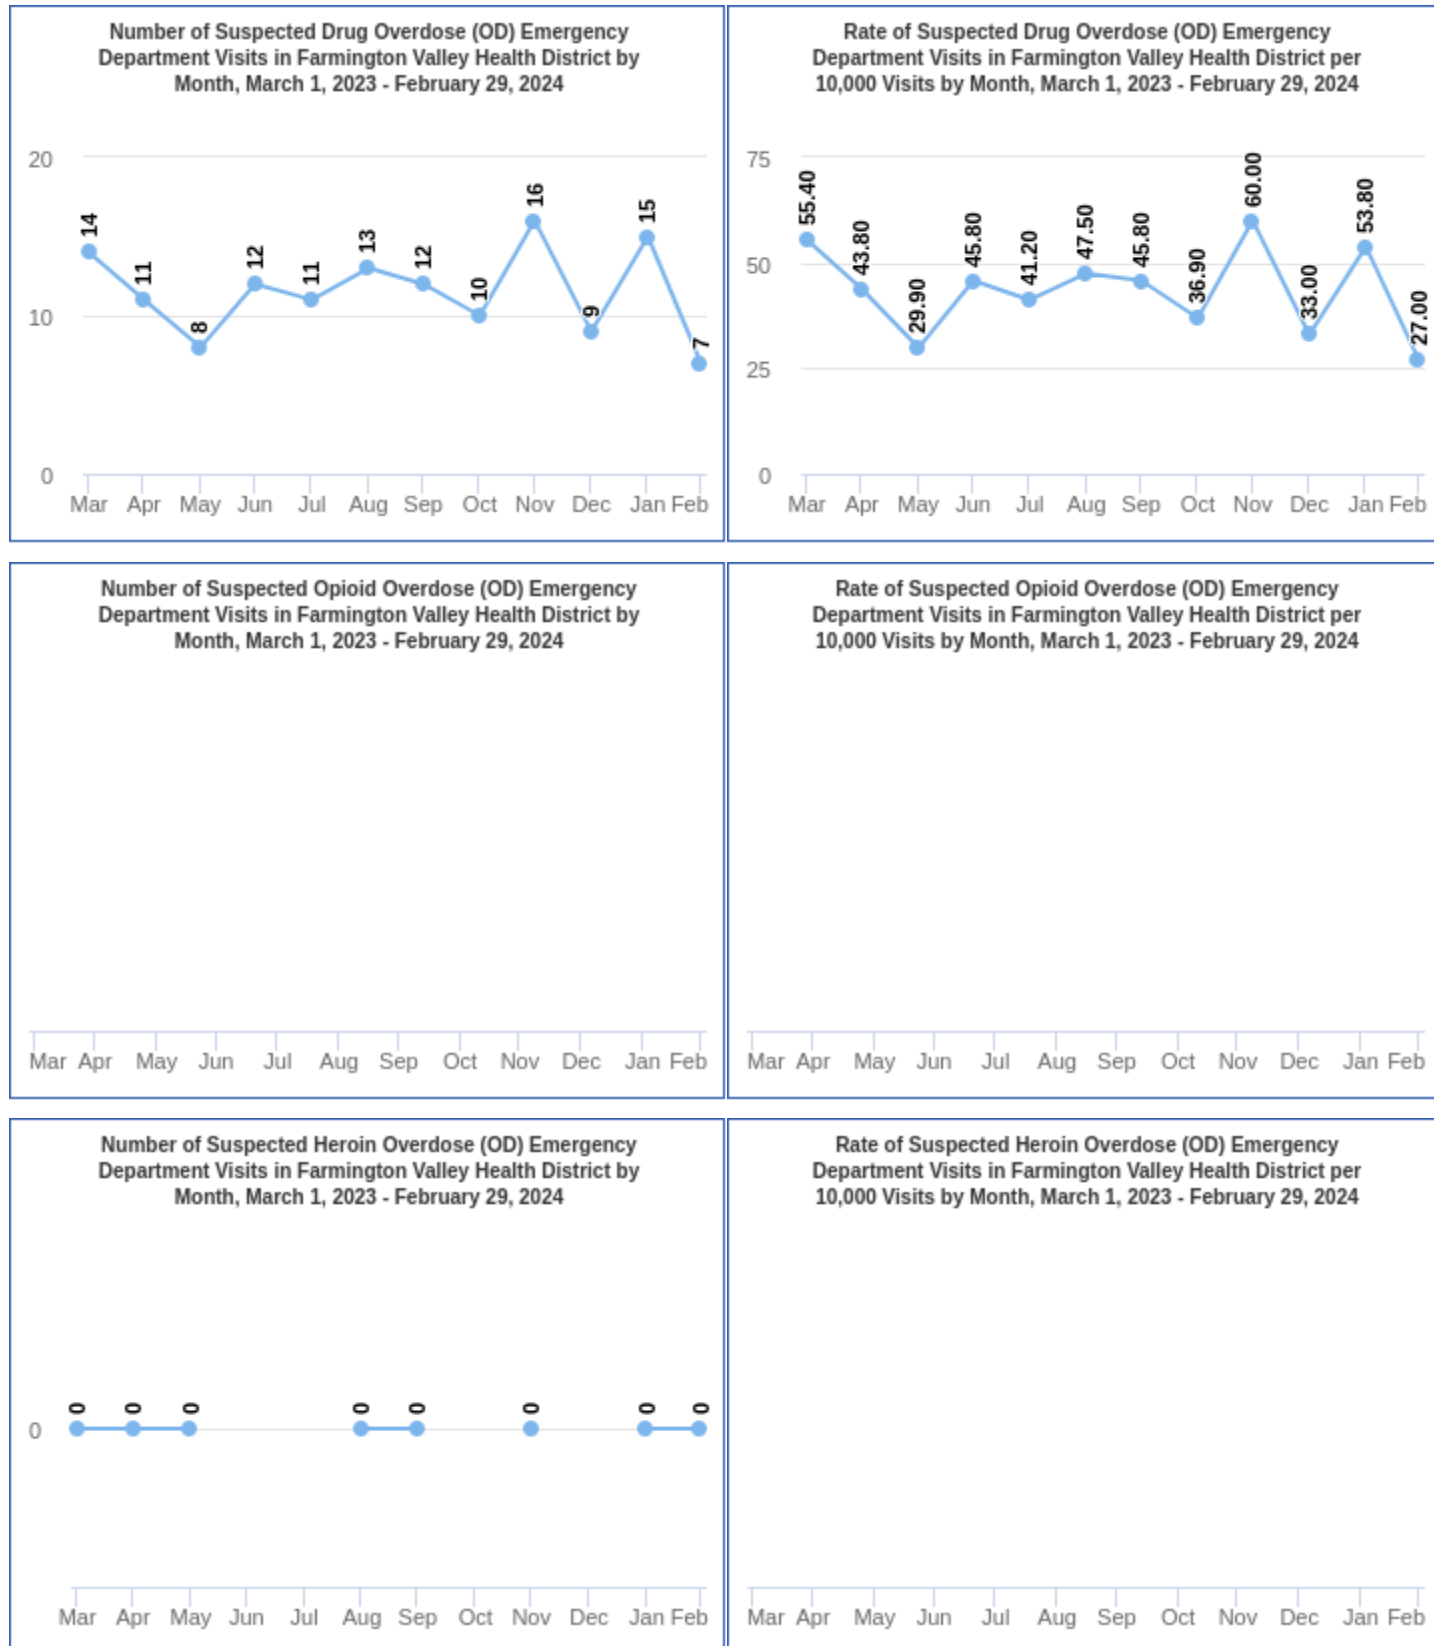 Number of Suspected Drug Overdose (OD) Emergency
Department Visits in Farmington Valley Health District by
Month, March 1, 2023 - February 29, 2024
20
10
0
14
11
8
12
11
13
12
10
16
9
15
7
Mar Apr May Jun Jul Aug Sep Oct Nov Dec Jan Feb
Rate of Suspected Drug Overdose (OD) Emergency
Department Visits in Farmington Valley Health District per
10,000 Visits by Month, March 1, 2023 - February 29, 2024
75
50
25
0
55.40
43.80
29.90
45.80
41.20
47.50
45.80
36.90
60.00
33.00
53.80
27.00
Mar Apr May Jun Jul Aug Sep Oct Nov Dec Jan Feb
Number of Suspected Opioid Overdose (OD) Emergency
Department Visits in Farmington Valley Health District by
Month, March 1, 2023 - February 29, 2024
Mar Apr May Jun Jul Aug Sep Oct Nov Dec Jan Feb
Rate of Suspected Opioid Overdose (OD) Emergency
Department Visits in Farmington Valley Health District per
10,000 Visits by Month, March 1, 2023 - February 29, 2024
Mar Apr May Jun Jul Aug Sep Oct Nov Dec Jan Feb
Number of Suspected Heroin Overdose (OD) Emergency
Department Visits in Farmington Valley Health District by
Month, March 1, 2023 - February 29, 2024
0
0
0
0
0
0
0
0
0
Mar Apr May Jun Jul Aug Sep Oct Nov Dec Jan Feb
Rate of Suspected Heroin Overdose (OD) Emergency
Department Visits in Farmington Valley Health District per
10,000 Visits by Month, March 1, 2023 - February 29, 2024
Mar Apr May Jun Jul Aug Sep Oct Nov Dec Jan Feb